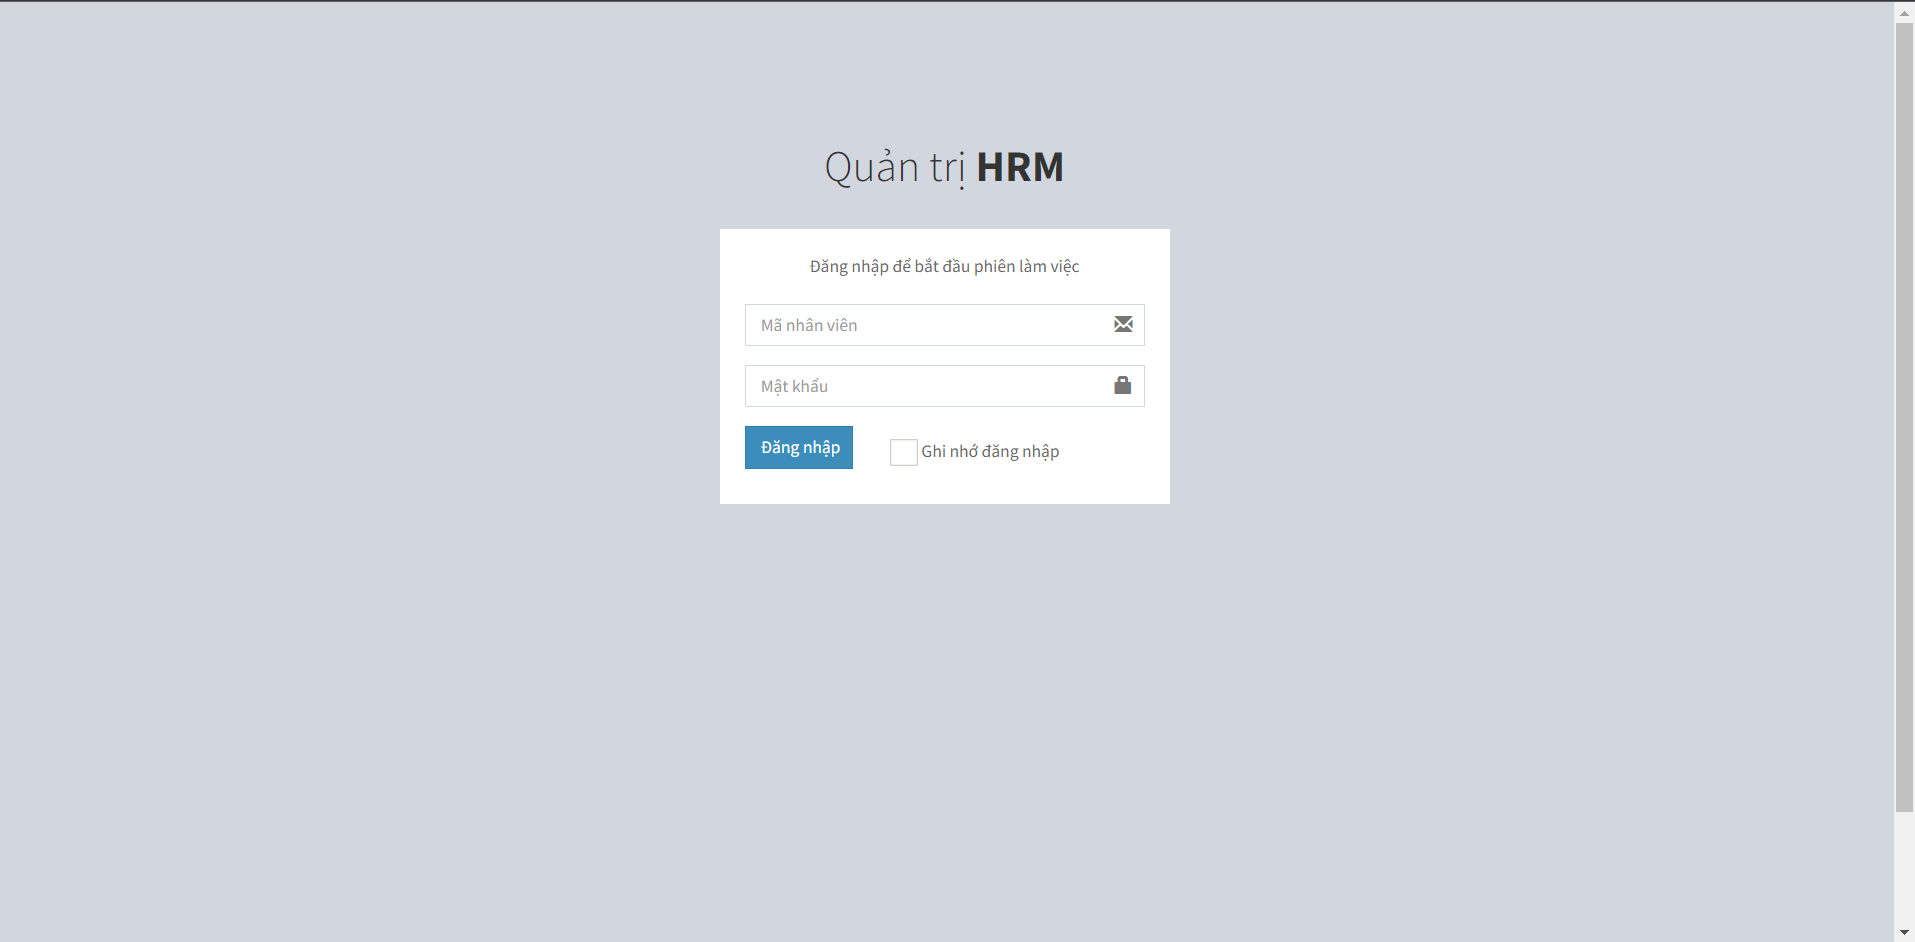 Quản trị HRM
Đăng nhập để bắt đầu phiên làm việc
Mã nhân viên
Mật khẩu
Đăng nhập
Ghi nhớ đăng nhập